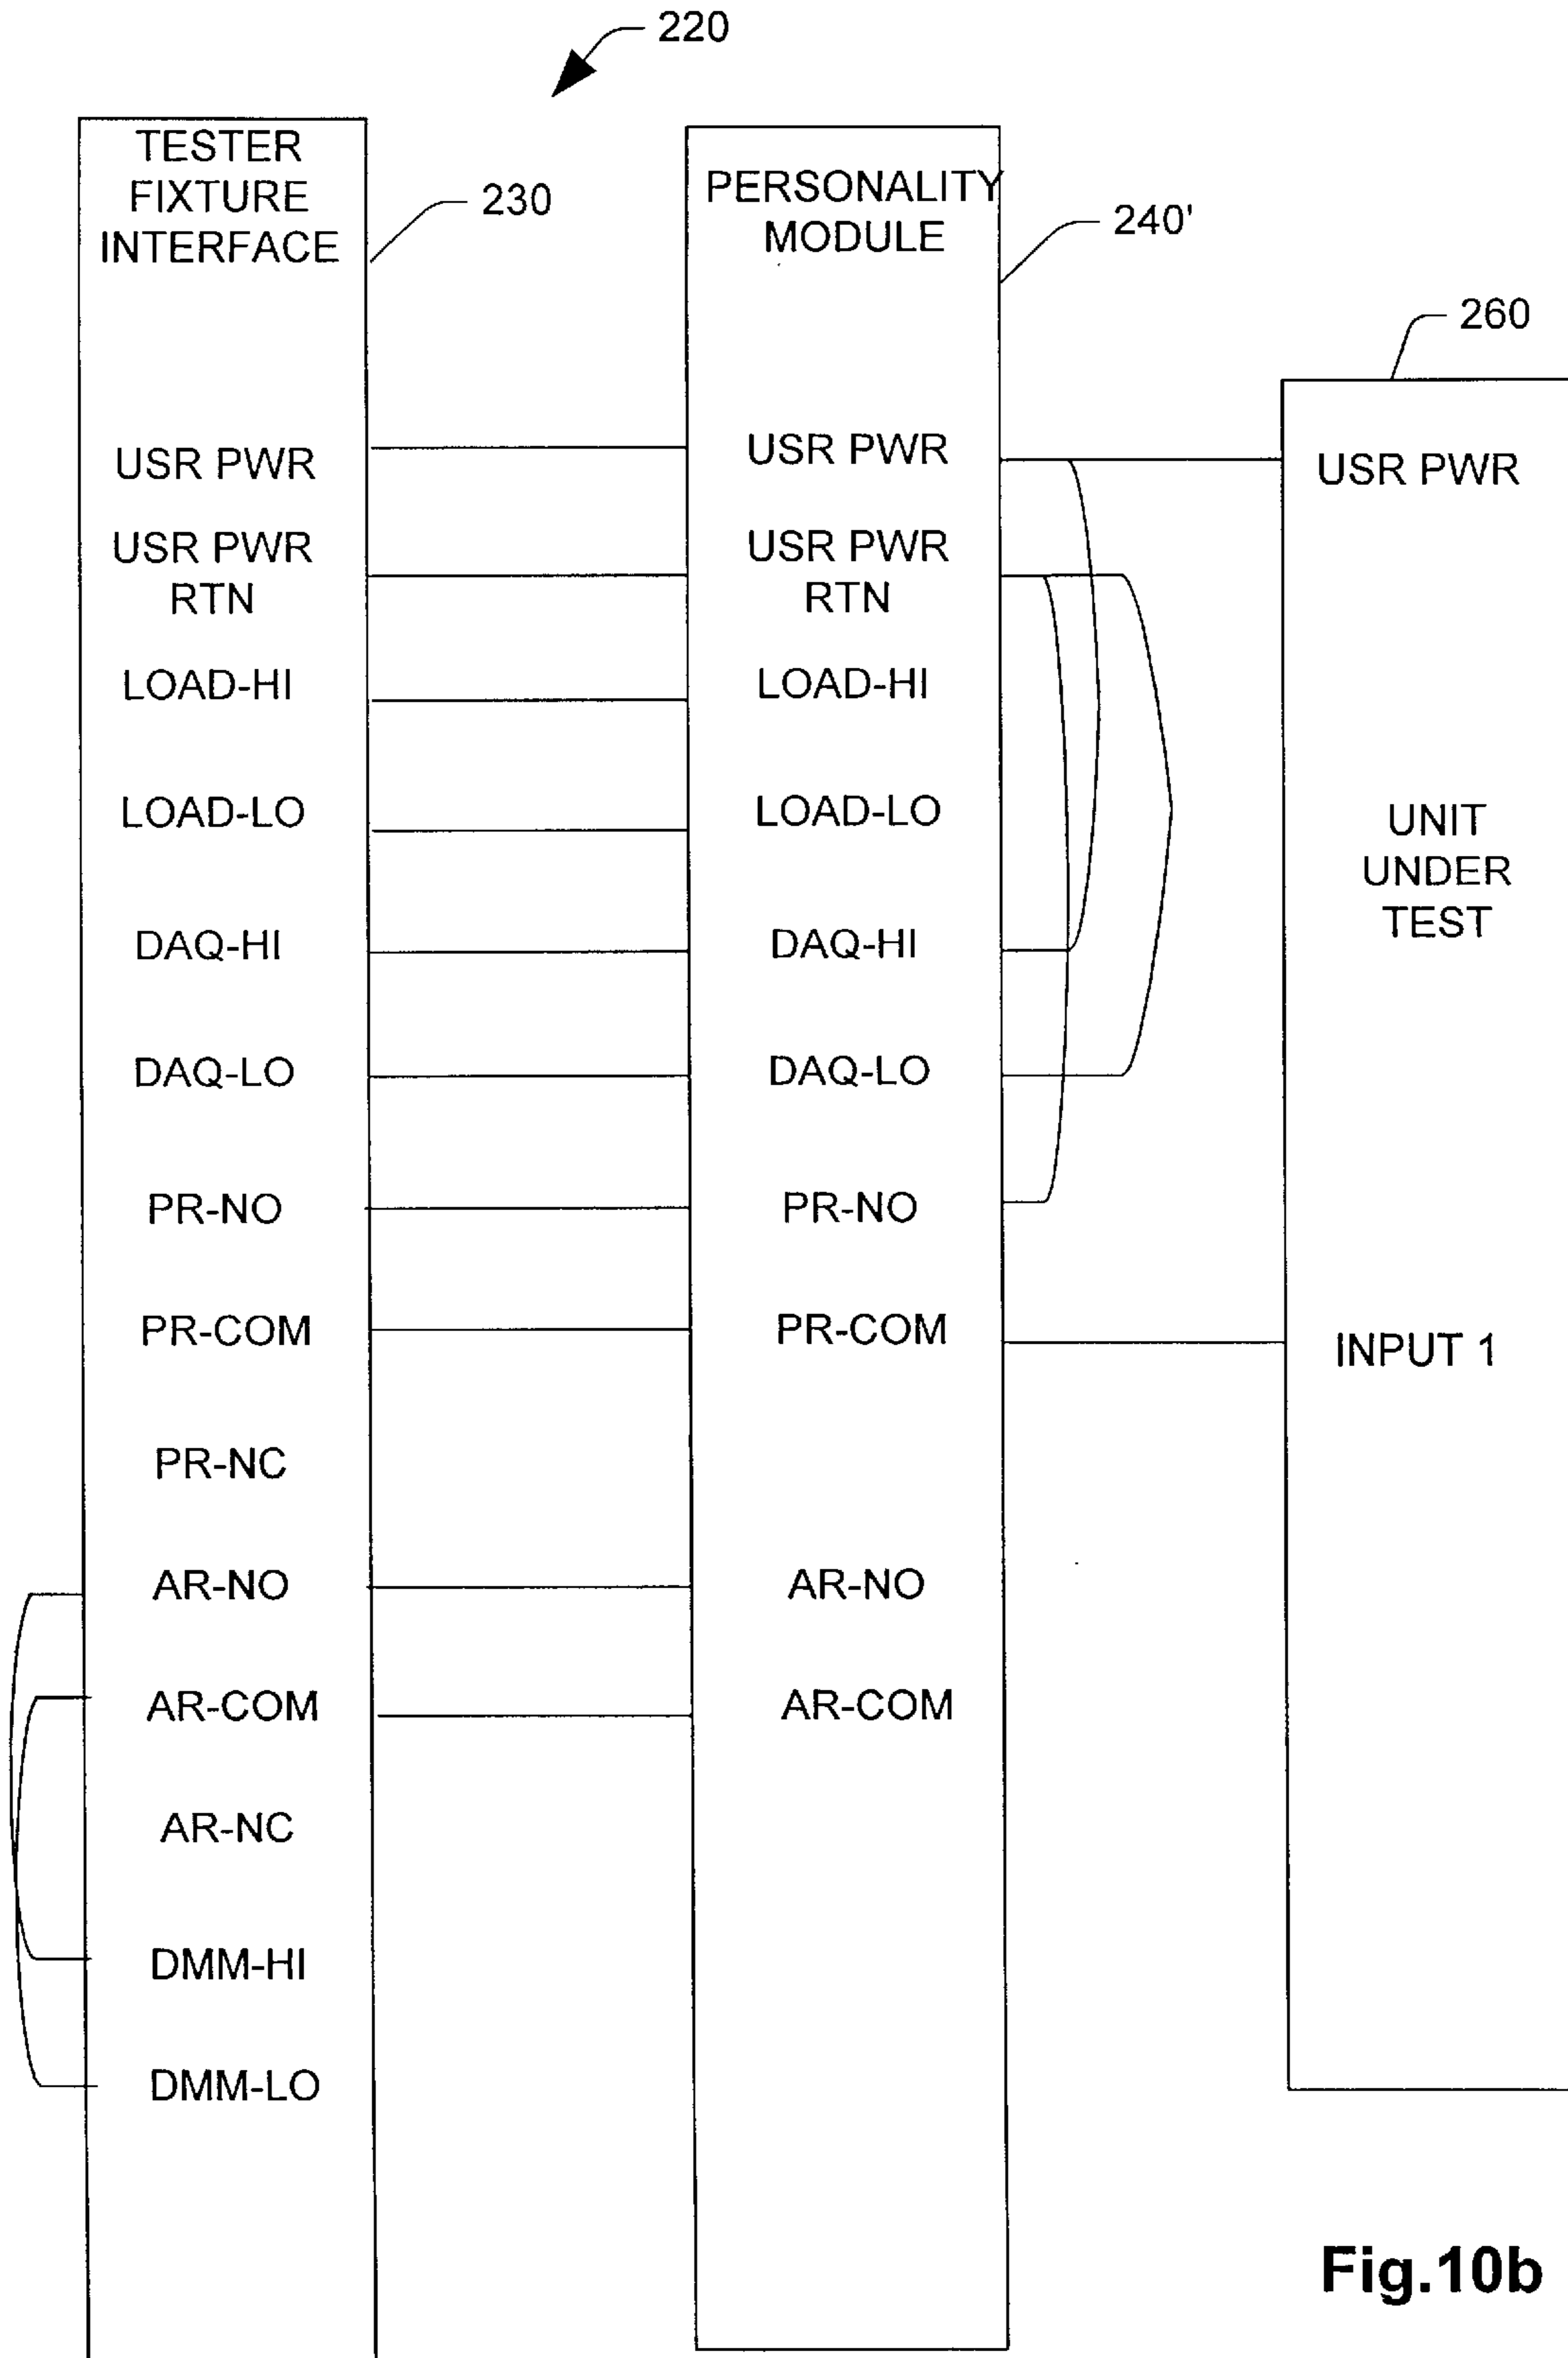 220
TESTER
FIXTURE
INTERFACE
230
USR PWR
USR PWR
RTN
LOAD-HI
LOAD-LO
DAQ-HI
DAQ-LO
PR-NO
PR-COM
PR-NC
AR-NO
AR-COM
AR-NC
DMM-HI
DMM-LO
PERSONALITY
MODULE
240'
USR PWR
USR PWR
RTN
LOAD-HI
LOAD-LO
DAQ-HI
DAQ-LO
PR-NO
PR-COM
AR-NO
AR-COM
260
USR PWR
UNIT
UNDER
TEST
INPUT 1
Fig.10b